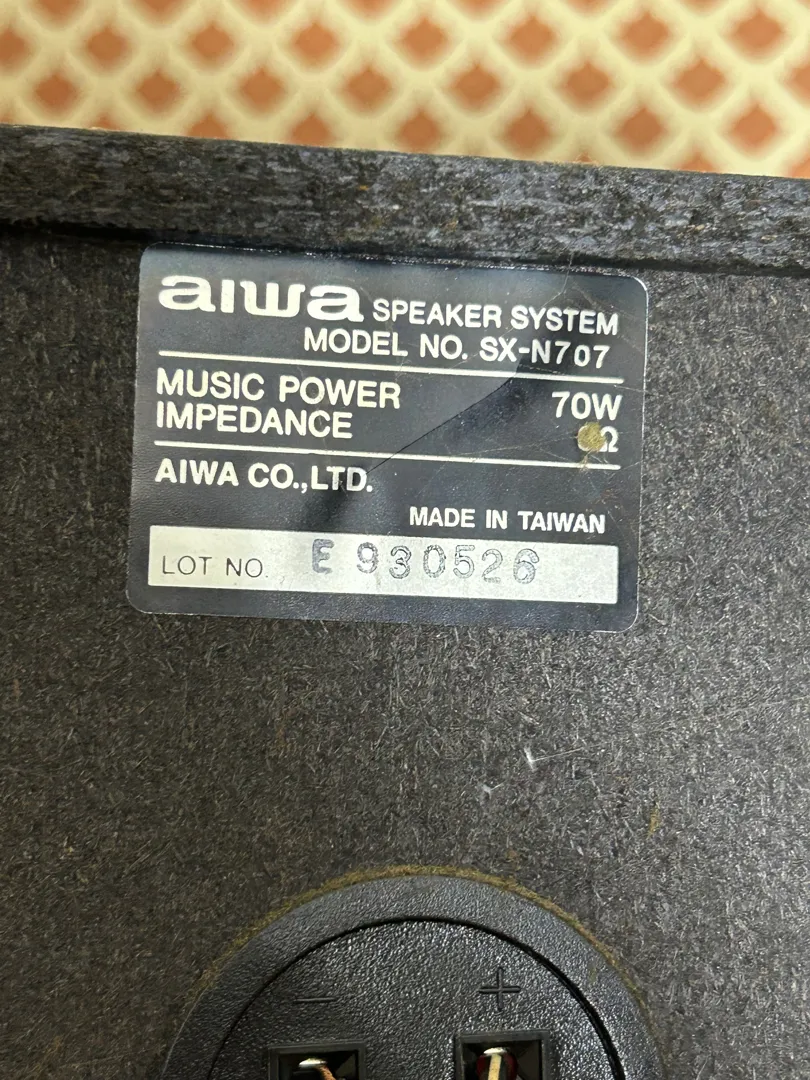 aiwa SPEAKER SYSTEM
MODEL NO. SX-N707
MUSIC POWER 70W
IMPEDANCE Ω
AIWA CO.,LTD.
MADE IN TAIWAN
LOT NO. E 930526
− +